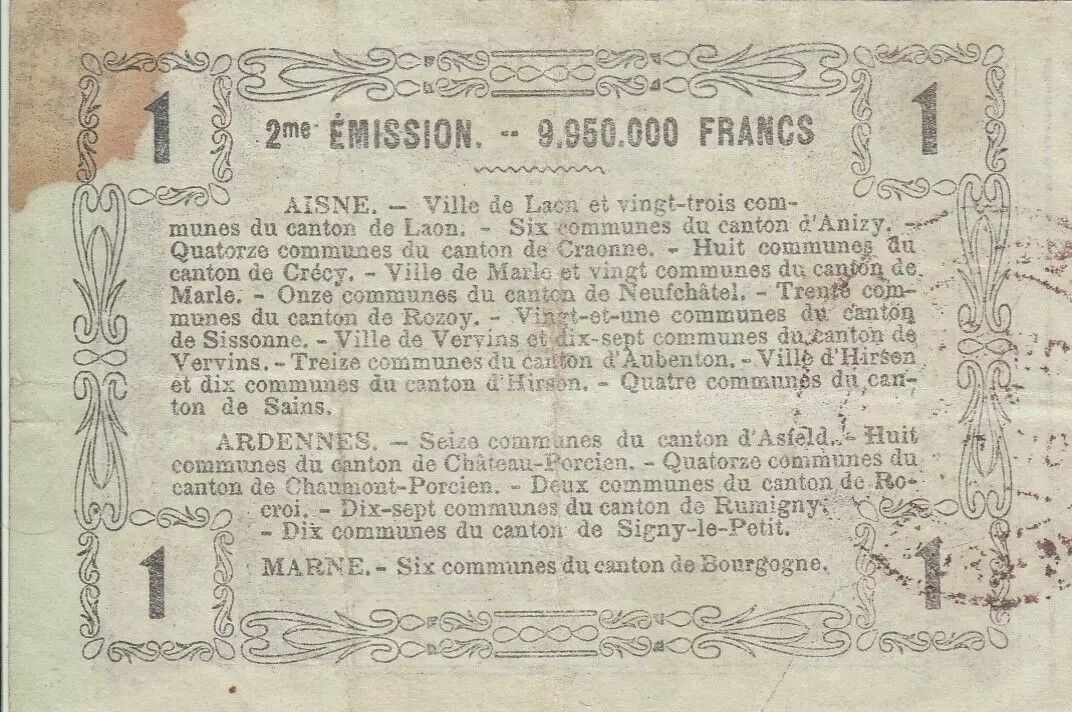 1 1
2me ÉMISSION. -- 9.950.000 FRANCS
AISNE. – Ville de Laon et vingt-trois com-
munes du canton de Laon. - Six communes du canton d'Anizy. -
Quatorze communes du canton de Craonne. - Huit communes du
canton de Crécy. - Ville de Marle et vingt communes du canton de
Marle. - Onze communes du canton de Neufchâtel. - Trente com-
munes du canton de Rozoy. - Vingt-et-une communes du canton
de Sissonne. - Ville de Vervins et dix-sept communes du canton de
Vervins. - Treize communes du canton d'Aubenton. - Ville d'Hirson
et dix communes du canton d'Hirson. - Quatre communes du can-
ton de Sains.
ARDENNES. – Seize communes du canton d'Asfeld. - Huit
communes du canton de Château-Porcien. - Quatorze communes du
canton de Chaumont-Porcien. - Deux communes du canton de Ro-
croi. - Dix-sept communes du canton de Rumigny.
- Dix communes du canton de Signy-le-Petit.
MARNE. - Six communes du canton de Bourgogne.
1 1